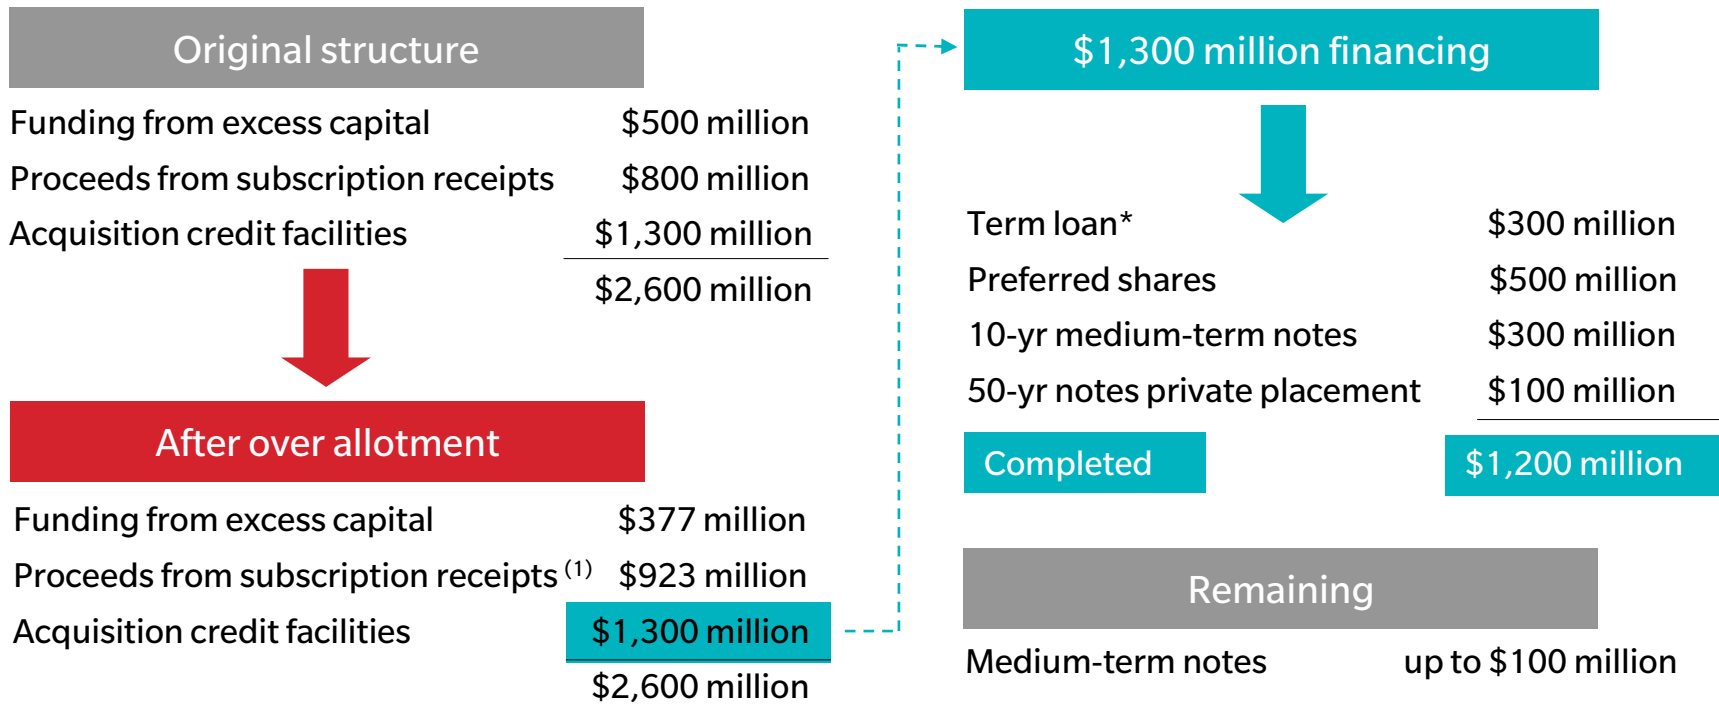 Original structure
Funding from excess capital $500 million
Proceeds from subscription receipts $800 million
Acquisition credit facilities $1,300 million
$2,600 million
After over allotment
Funding from excess capital $377 million
Proceeds from subscription receipts (1) $923 million
Acquisition credit facilities $1,300 million
$2,600 million
$1,300 million financing
Term loan* $300 million
Preferred shares $500 million
10-yr medium-term notes $300 million
50-yr notes private placement $100 million
Completed $1,200 million
Remaining
Medium-term notes up to $100 million